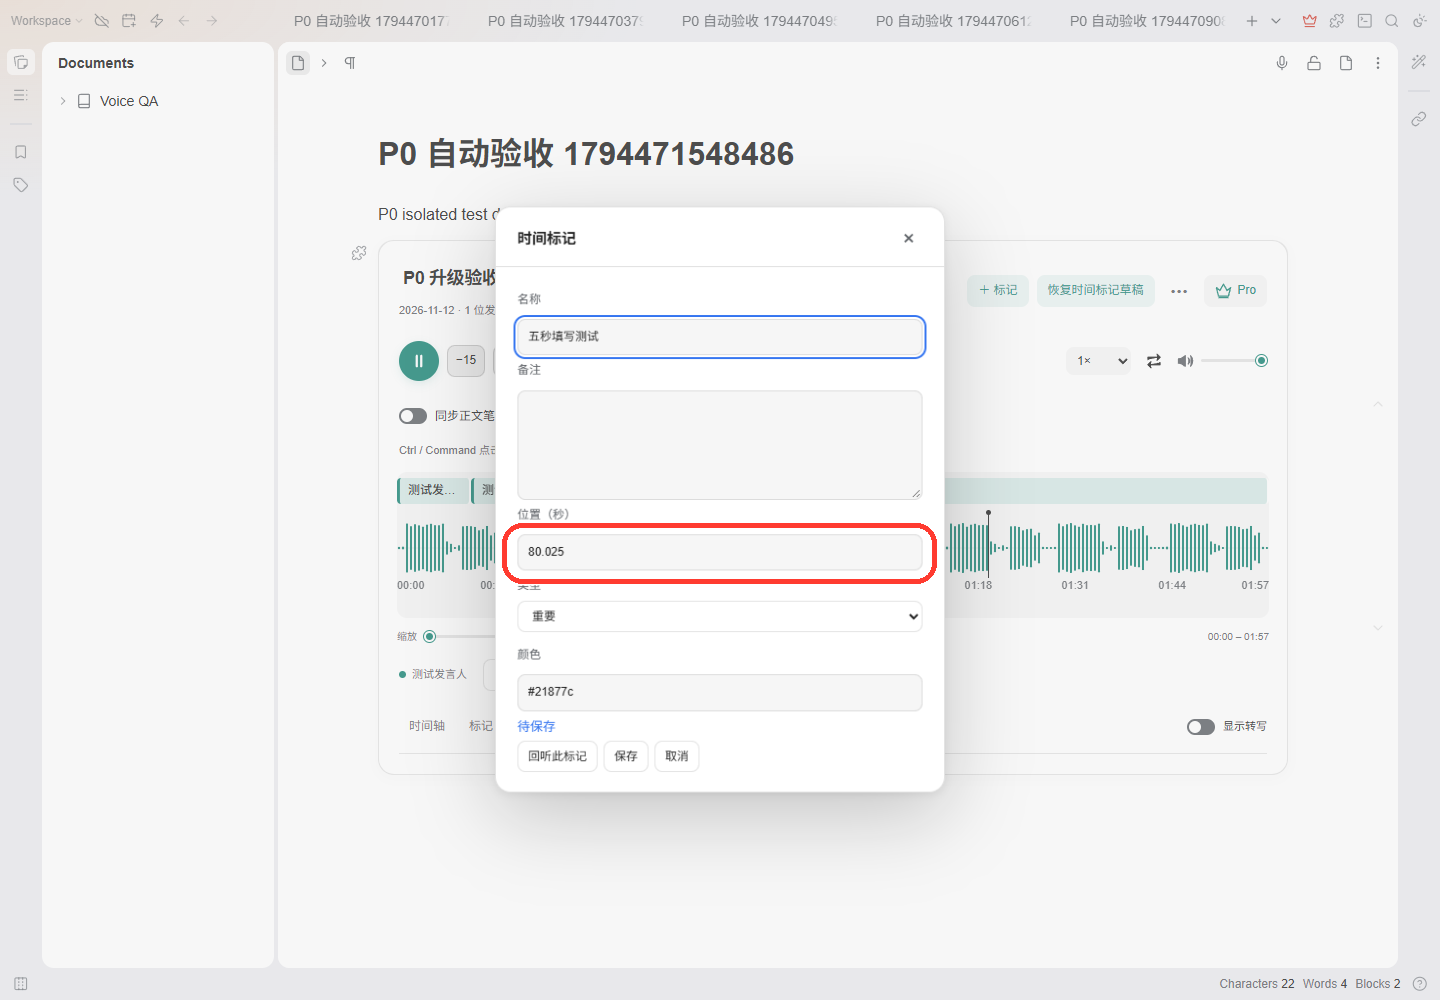 Workspace
P0 自动验收 179447017
P0 自动验收 179447037
P0 自动验收 179447049
P0 自动验收 179447061
P0 自动验收 179447090
Documents
Voice QA
P0 自动验收 1794471548486
P0 isolated test d
P0 升级验收
2026-11-12 · 1 位发
+ 标记
恢复时间标记草稿
Pro
−15
1×
同步正文笔
Ctrl / Command 点击
测试发...
测
00:00
00:
01:18
01:31
01:44
01:57
缩放
00:00 – 01:57
测试发言人
时间轴
标记
显示转写
时间标记
名称
五秒填写测试
备注
位置（秒）
80.025
类型
重要
颜色
#21877c
待保存
回听此标记
保存
取消
Characters 22 Words 4 Blocks 2